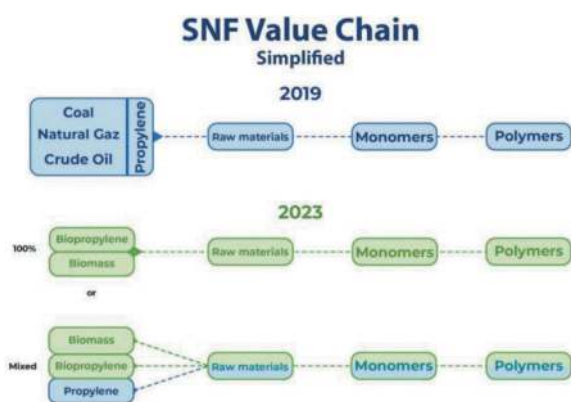 SNF Value Chain
Simplified
2019
Coal
Natural Gaz
Crude Oil
Propylene
Raw materials
Monomers
Polymers
2023
100%
Biopropylene
Biomass
Raw materials
Monomers
Polymers
or
Mixed
Biomass
Biopropylene
Propylene
Raw materials
Monomers
Polymers